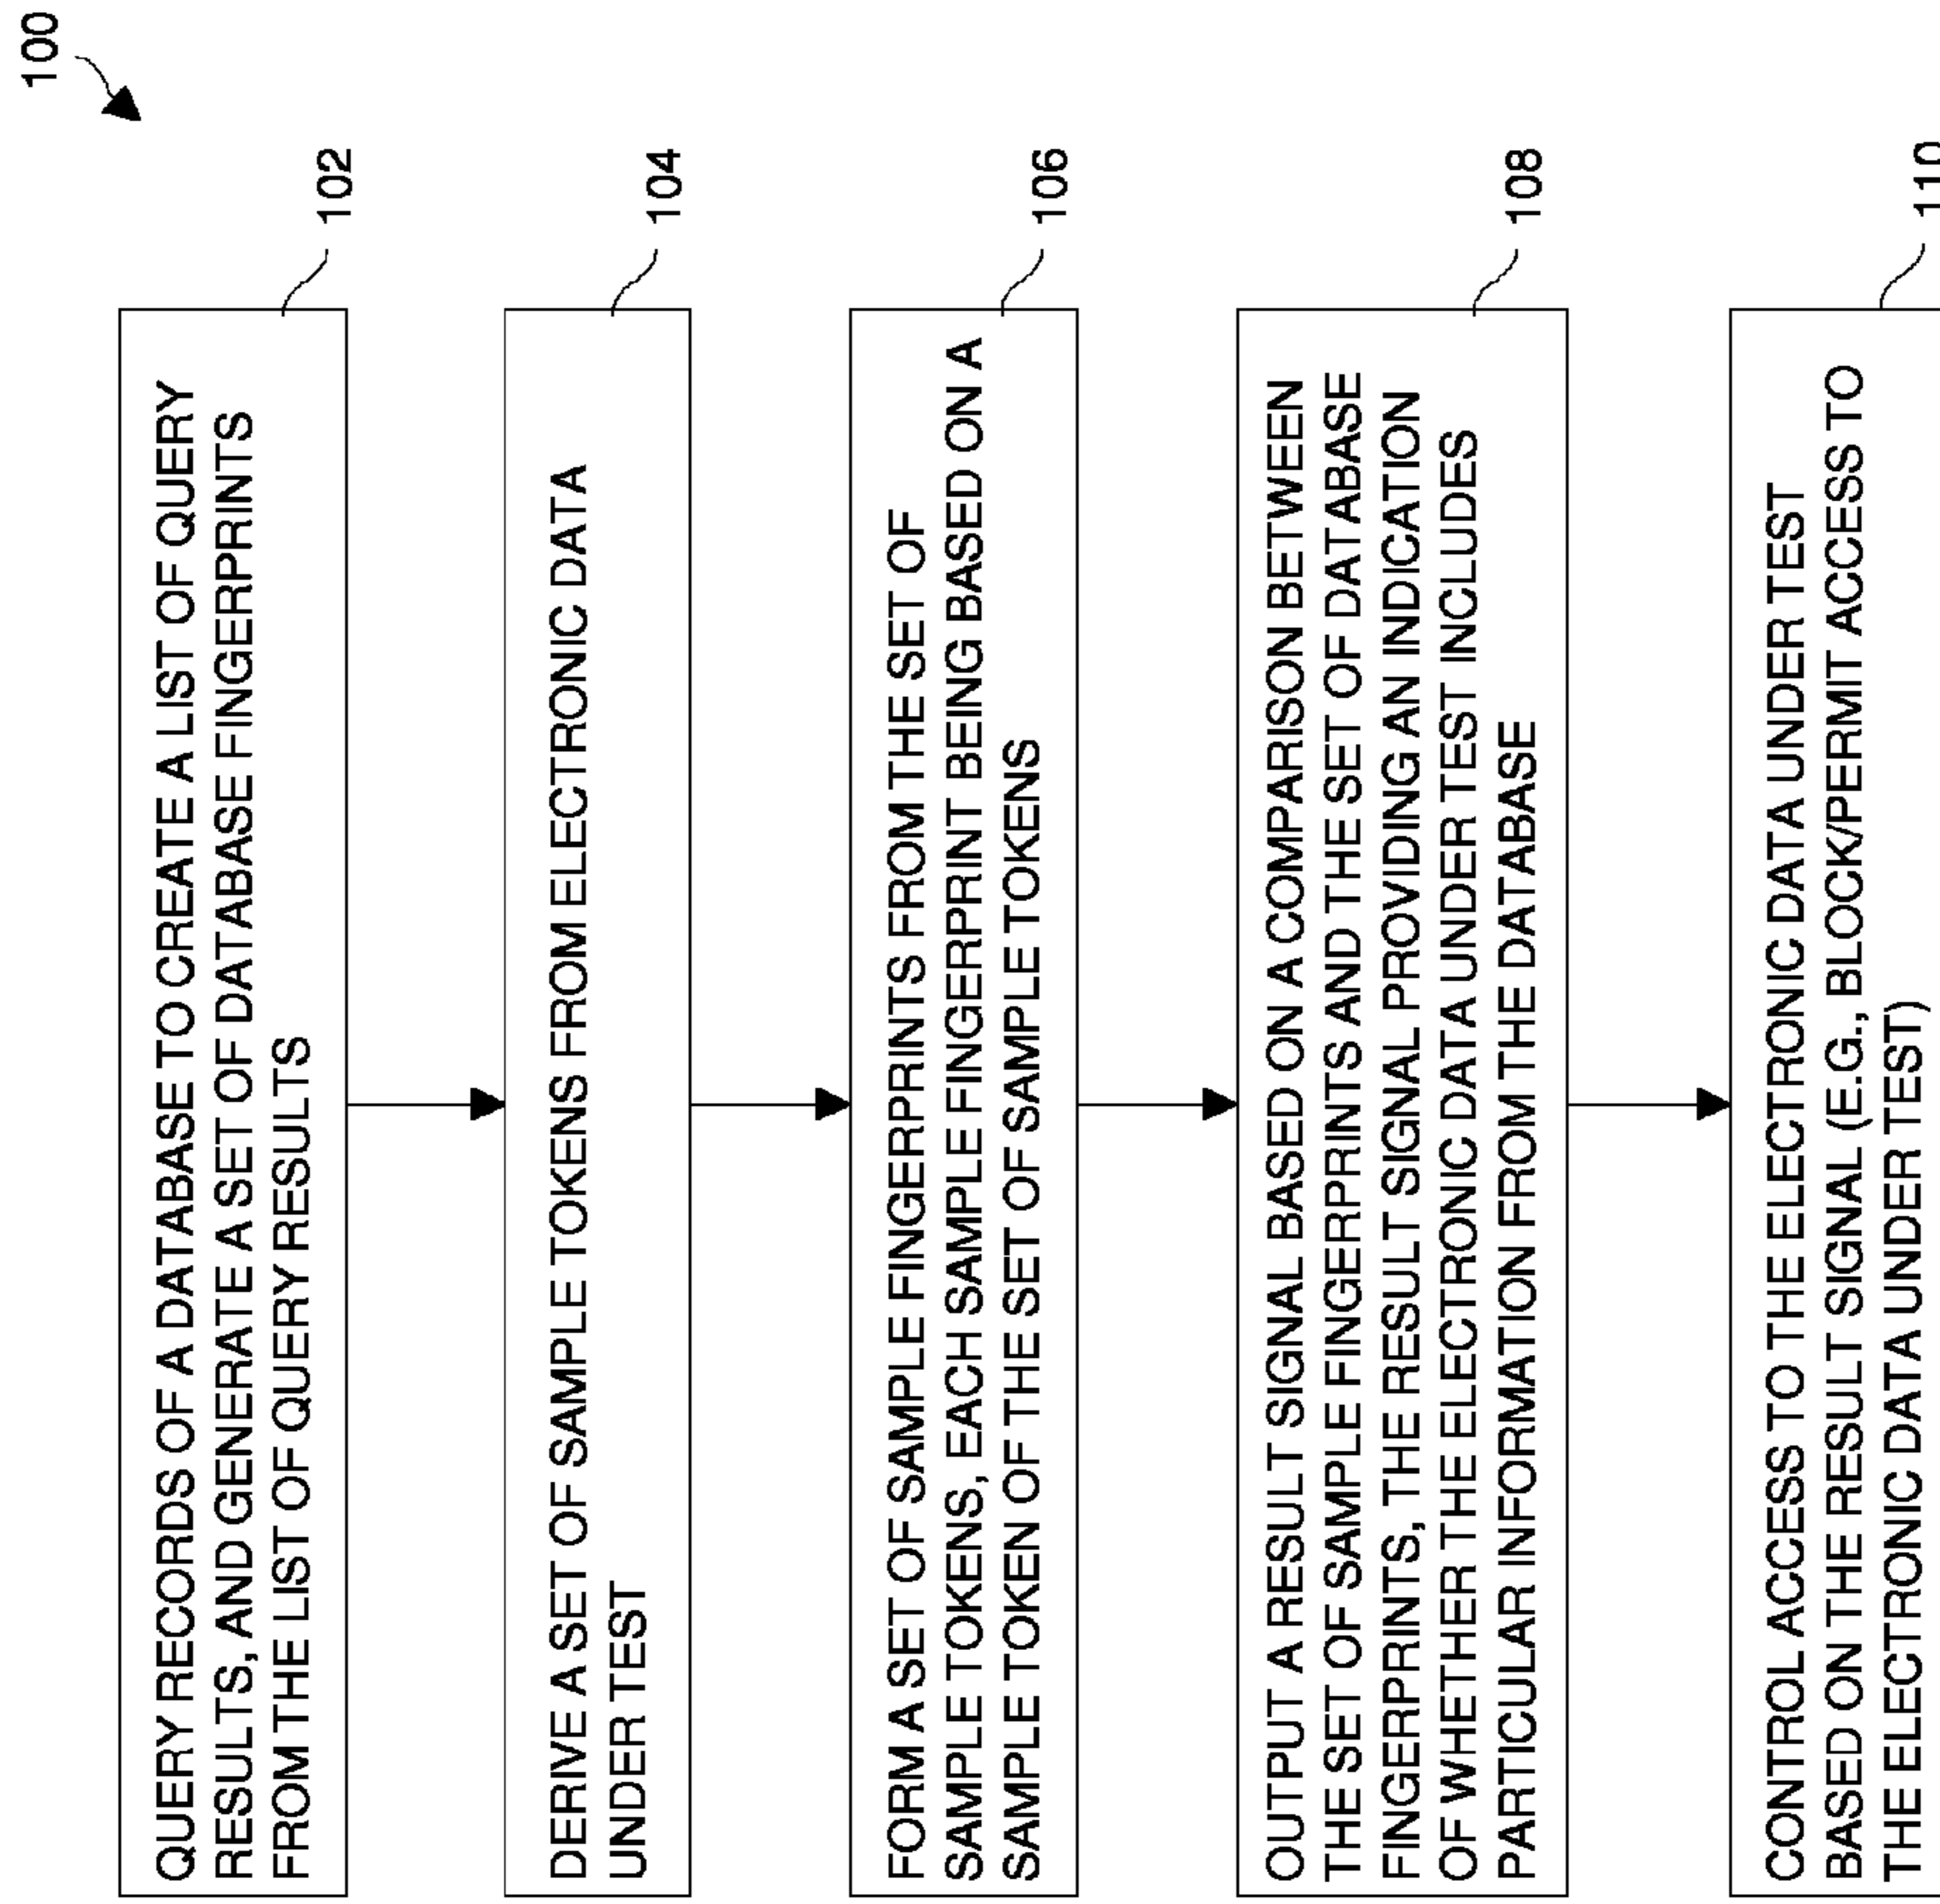 100
QUERY RECORDS OF A DATABASE TO CREATE A LIST OF QUERY
RESULTS, AND GENERATE A SET OF DATABASE FINGERPRINTS
FROM THE LIST OF QUERY RESULTS
102
DERIVE A SET OF SAMPLE TOKENS FROM ELECTRONIC DATA
UNDER TEST
104
FORM A SET OF SAMPLE FINGERPRINTS FROM THE SET OF
SAMPLE TOKENS, EACH SAMPLE FINGERPRINT BEING BASED ON A
SAMPLE TOKEN OF THE SET OF SAMPLE TOKENS
106
OUTPUT A RESULT SIGNAL BASED ON A COMPARISON BETWEEN
THE SET OF SAMPLE FINGERPRINTS AND THE SET OF DATABASE
FINGERPRINTS, THE RESULT SIGNAL PROVIDING AN INDICATION
OF WHETHER THE ELECTRONIC DATA UNDER TEST INCLUDES
PARTICULAR INFORMATION FROM THE DATABASE
108
CONTROL ACCESS TO THE ELECTRONIC DATA UNDER TEST
BASED ON THE RESULT SIGNAL (E.G., BLOCK/PERMIT ACCESS TO
THE ELECTRONIC DATA UNDER TEST)
110